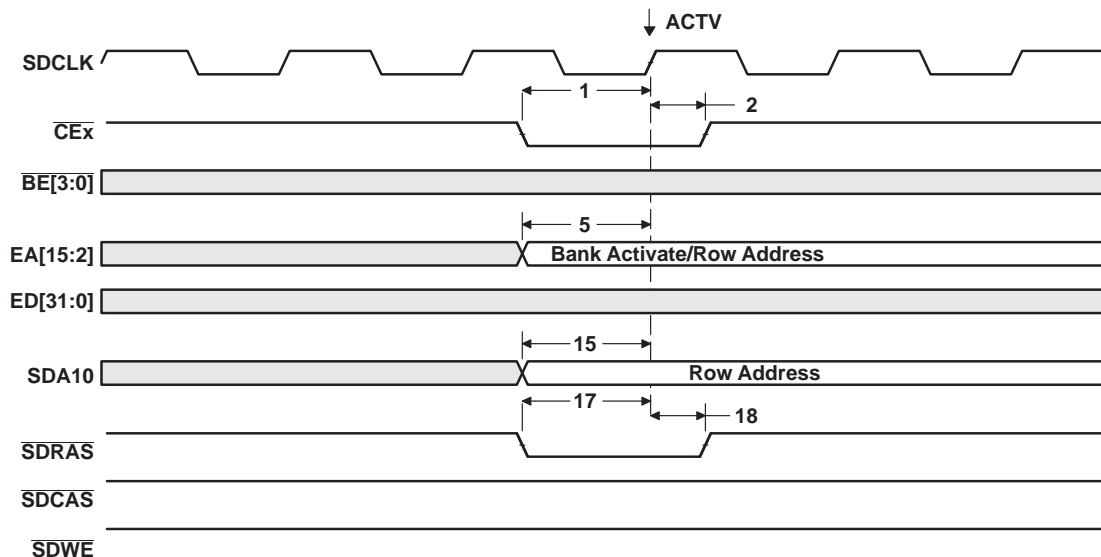 ACTV
SDCLK
1
2
CEx
BE[3:0]
5
EA[15:2]
Bank Activate/Row Address
ED[31:0]
15
SDA10
Row Address
17
18
SDRAS
SDCAS
SDWE